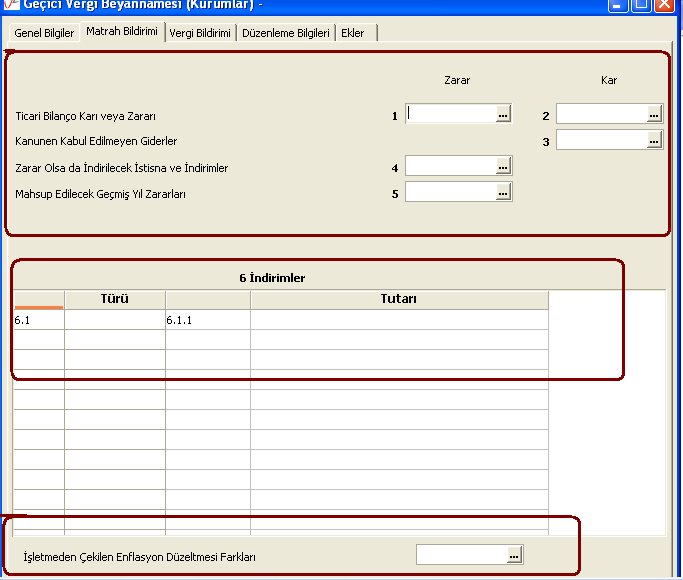 Geçici Vergi Beyannamesi (Kurumlar) -
Genel Bilgiler Matrah Bildirimi Vergi Bildirimi Düzenleme Bilgileri Ekler
Zarar Kar
Ticari Bilanço Karı veya Zararı 1 ... 2 ...
Kanunen Kabul Edilmeyen Giderler 3 ...
Zarar Olsa da İndirilecek İstisna ve İndirimler 4 ...
Mahsup Edilecek Geçmiş Yıl Zararları 5 ...
6 İndirimler
Türü Tutarı
6.1 6.1.1
İşletmeden Çekilen Enflasyon Düzeltmesi Farkları ...